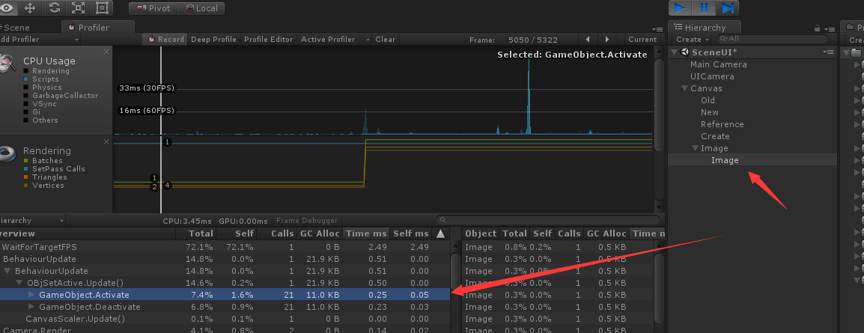 Pivot Local
Scene Profiler
Add Profiler Record Deep Profile Profile Editor Active Profiler Clear Frame: 5050 / 5322 Current
CPU Usage
Rendering
Scripts
Physics
GarbageCollector
VSync
Gi
Others
Selected: GameObject.Activate
33ms (30FPS)
16ms (60FPS)
Rendering
Batches
SetPass Calls
Triangles
Vertices
1
1
2 4
Hierarchy CPU:3.45ms GPU:0.00ms Frame Debugger
Overview Total Self Calls GC Alloc Time ms Self ms
WaitForTargetFPS 72.1% 72.1% 1 0 B 2.49 2.49
BehaviourUpdate 14.8% 0.0% 1 21.9 KB 0.51 0.00
BehaviourUpdate 14.8% 0.0% 1 21.9 KB 0.51 0.00
OBjSetActive.Update() 14.6% 0.2% 1 21.9 KB 0.50 0.00
GameObject.Activate 7.4% 1.6% 21 11.0 KB 0.25 0.05
GameObject.Deactivate 6.8% 0.9% 21 11.0 KB 0.23 0.03
CanvasScaler.Update() 0.0% 0.0% 1 0 B 0.00 0.00
Camera.Render 4.1% 0.8% 2 0 B 0.14 0.02
Object Total Self Calls GC Alloc Time m
Image 0.8% 0.2% 1 0.5 KB
Image 0.3% 0.0% 1 0.5 KB
Image 0.3% 0.0% 1 0.5 KB
Image 0.3% 0.0% 1 0.5 KB
Image 0.3% 0.0% 1 0.5 KB
Image 0.3% 0.0% 1 0.5 KB
Image 0.3% 0.0% 1 0.5 KB
Image 0.3% 0.0% 1 0.5 KB
Hierarchy
Create All
SceneUI*
Main Camera
UICamera
Canvas
Old
New
Reference
Create
Image
Image